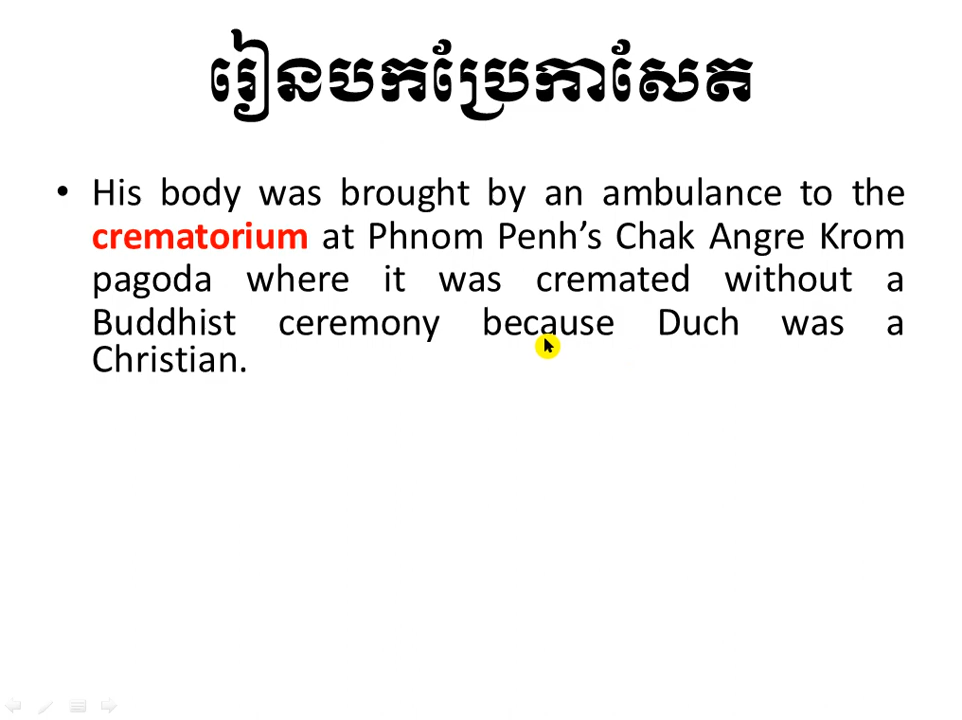 រៀនបកប្រែកាសែត
• His body was brought by an ambulance to the
crematorium at Phnom Penh’s Chak Angre Krom
pagoda where it was cremated without a
Buddhist ceremony because Duch was a
Christian.